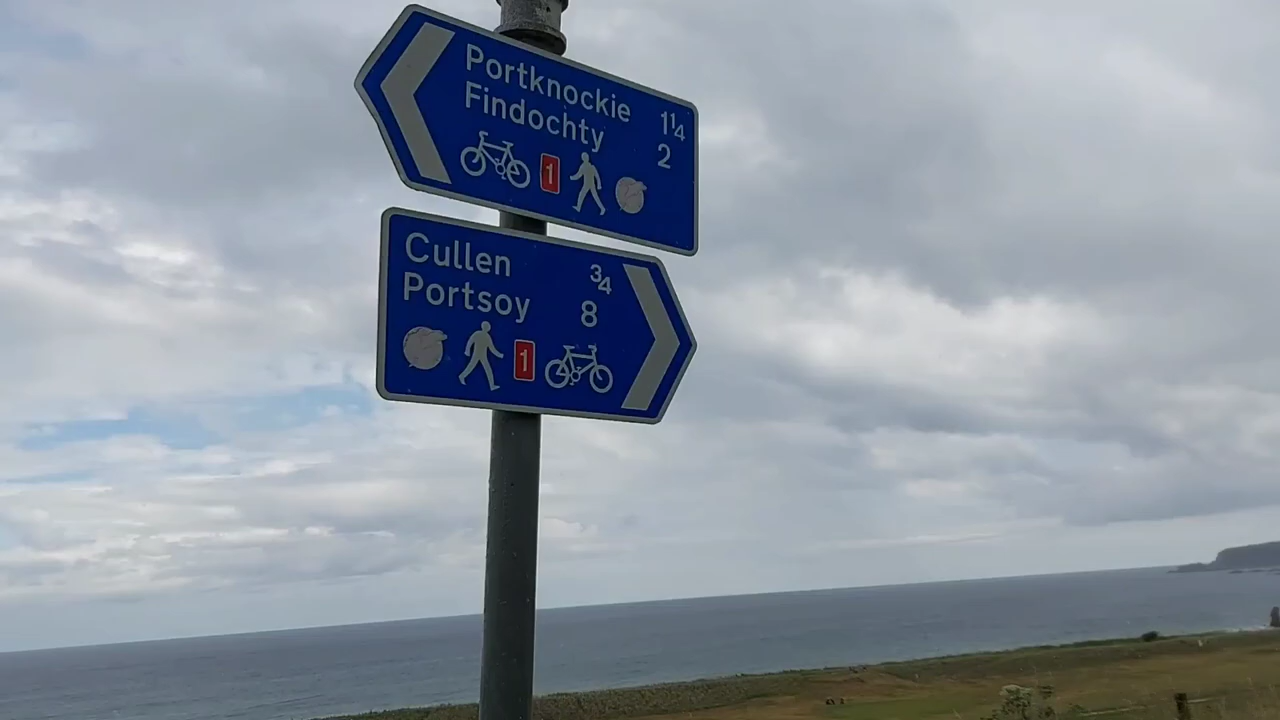 Portknockie 1¼
Findochty 2
1
Cullen ¾
Portsoy 8
1